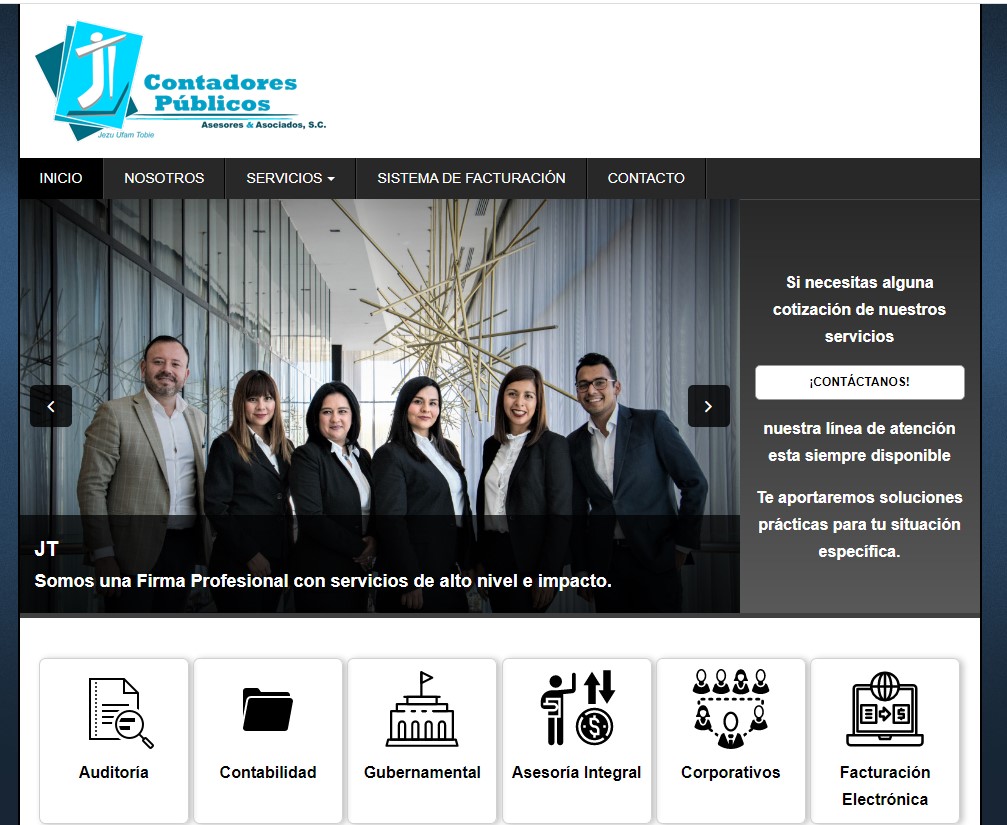 Contadores
Públicos
Asesores & Asociados, S.C.
Jezu Ufam Tobie
INICIO
NOSOTROS
SERVICIOS
SISTEMA DE FACTURACIÓN
CONTACTO
Si necesitas alguna
cotización de nuestros
servicios
¡CONTÁCTANOS!
nuestra línea de atención
esta siempre disponible
Te aportaremos soluciones
prácticas para tu situación
específica.
JT
Somos una Firma Profesional con servicios de alto nivel e impacto.
Auditoría
Contabilidad
Gubernamental
Asesoría Integral
Corporativos
Facturación
Electrónica